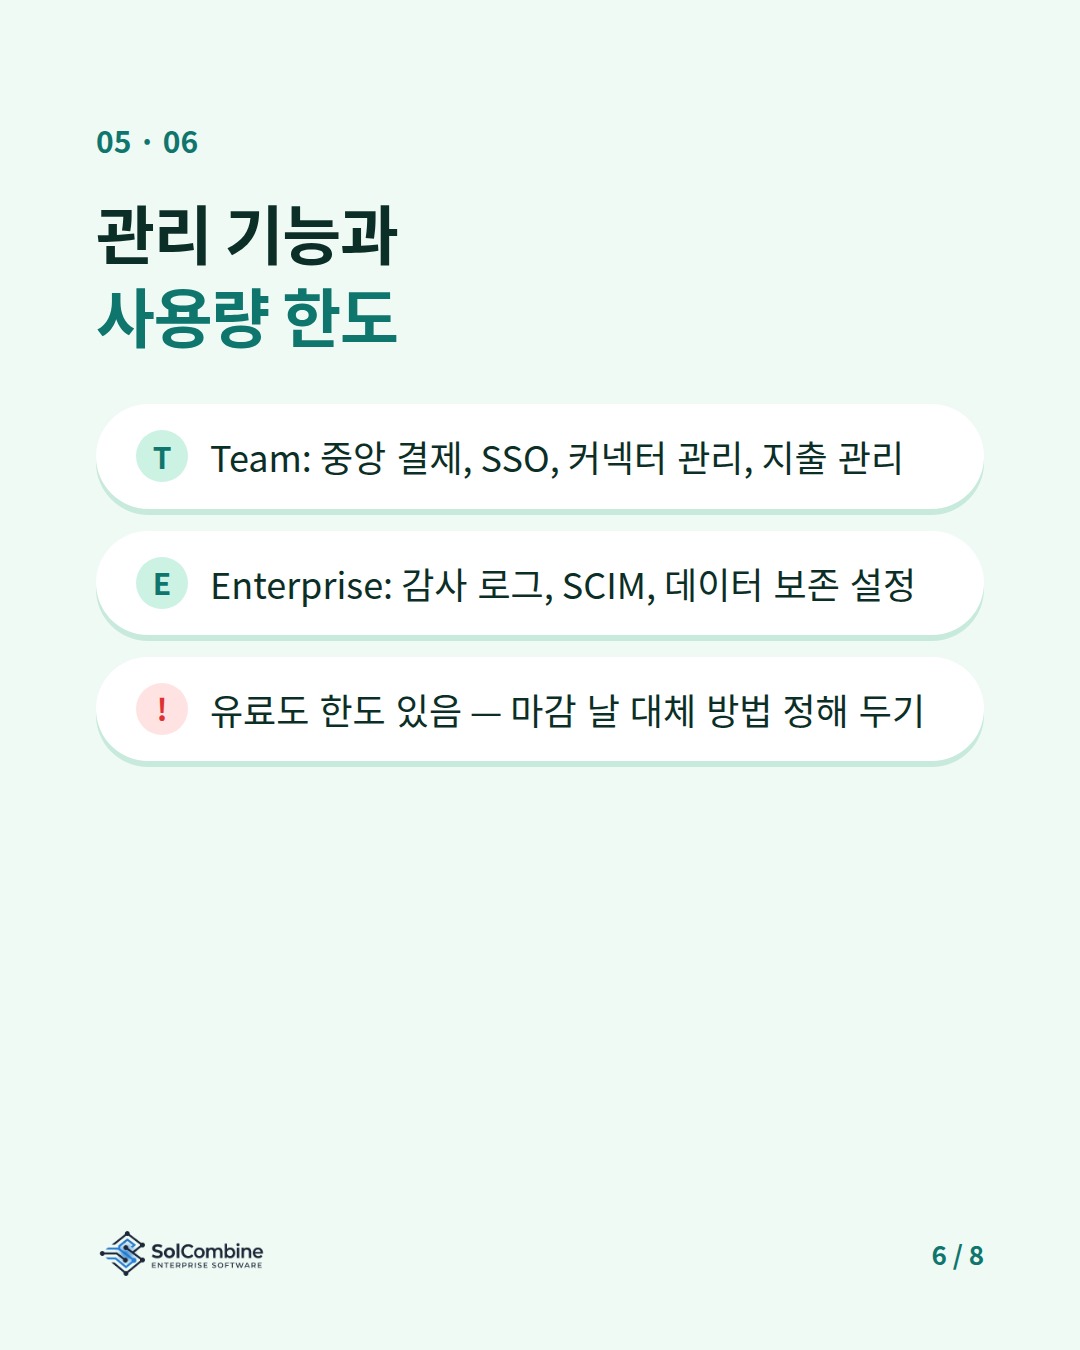 05 · 06
관리 기능과
사용량 한도
T Team: 중앙 결제, SSO, 커넥터 관리, 지출 관리
E Enterprise: 감사 로그, SCIM, 데이터 보존 설정
! 유료도 한도 있음 — 마감 날 대체 방법 정해 두기
SolCombine
ENTERPRISE SOFTWARE
6 / 8